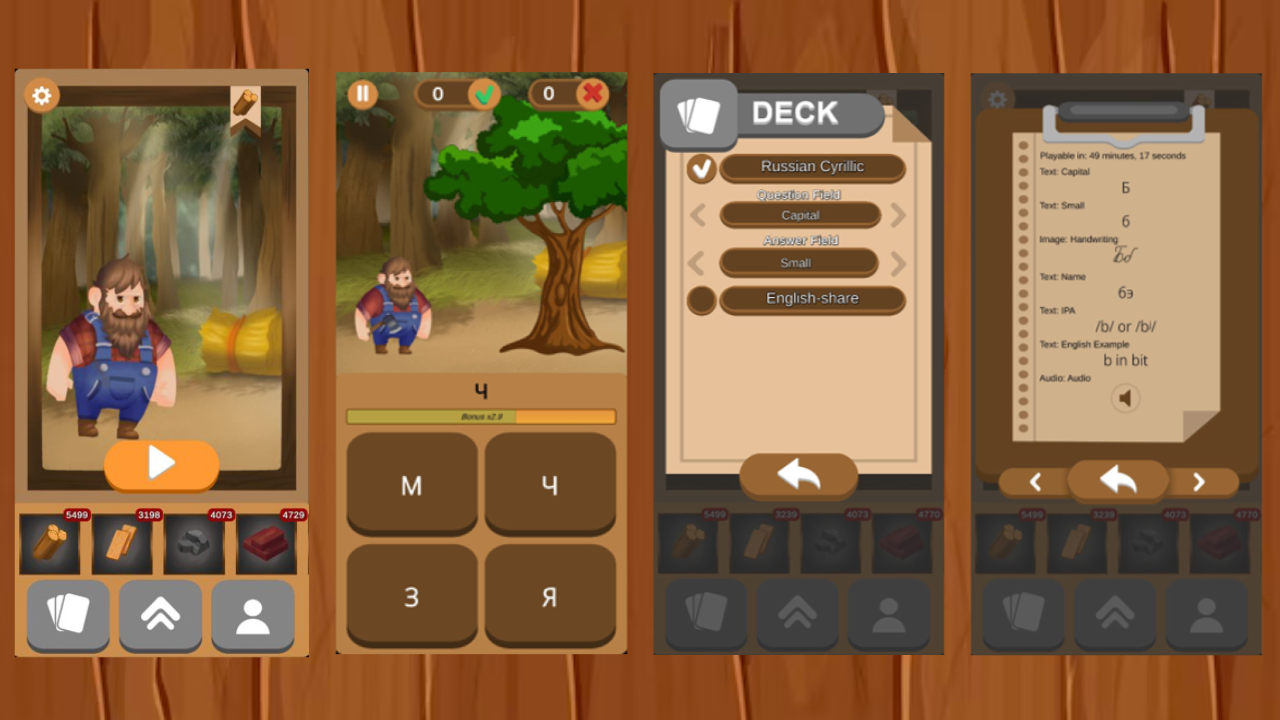 5499 3198 4073 4729
0 0
ч
Bonus x2.9
М Ч
З Я
DECK
Russian Cyrillic
Question Field
Capital
Answer Field
Small
English-share
5499 3239 4073 4770
Playable in: 49 minutes, 17 seconds
Text: Capital
Б
Text: Small
б
Image: Handwriting
Бб
Text: Name
бэ
Text: IPA
/b/ or /bʲ/
Text: English Example
b in bit
Audio: Audio
5499 3239 4073 4770